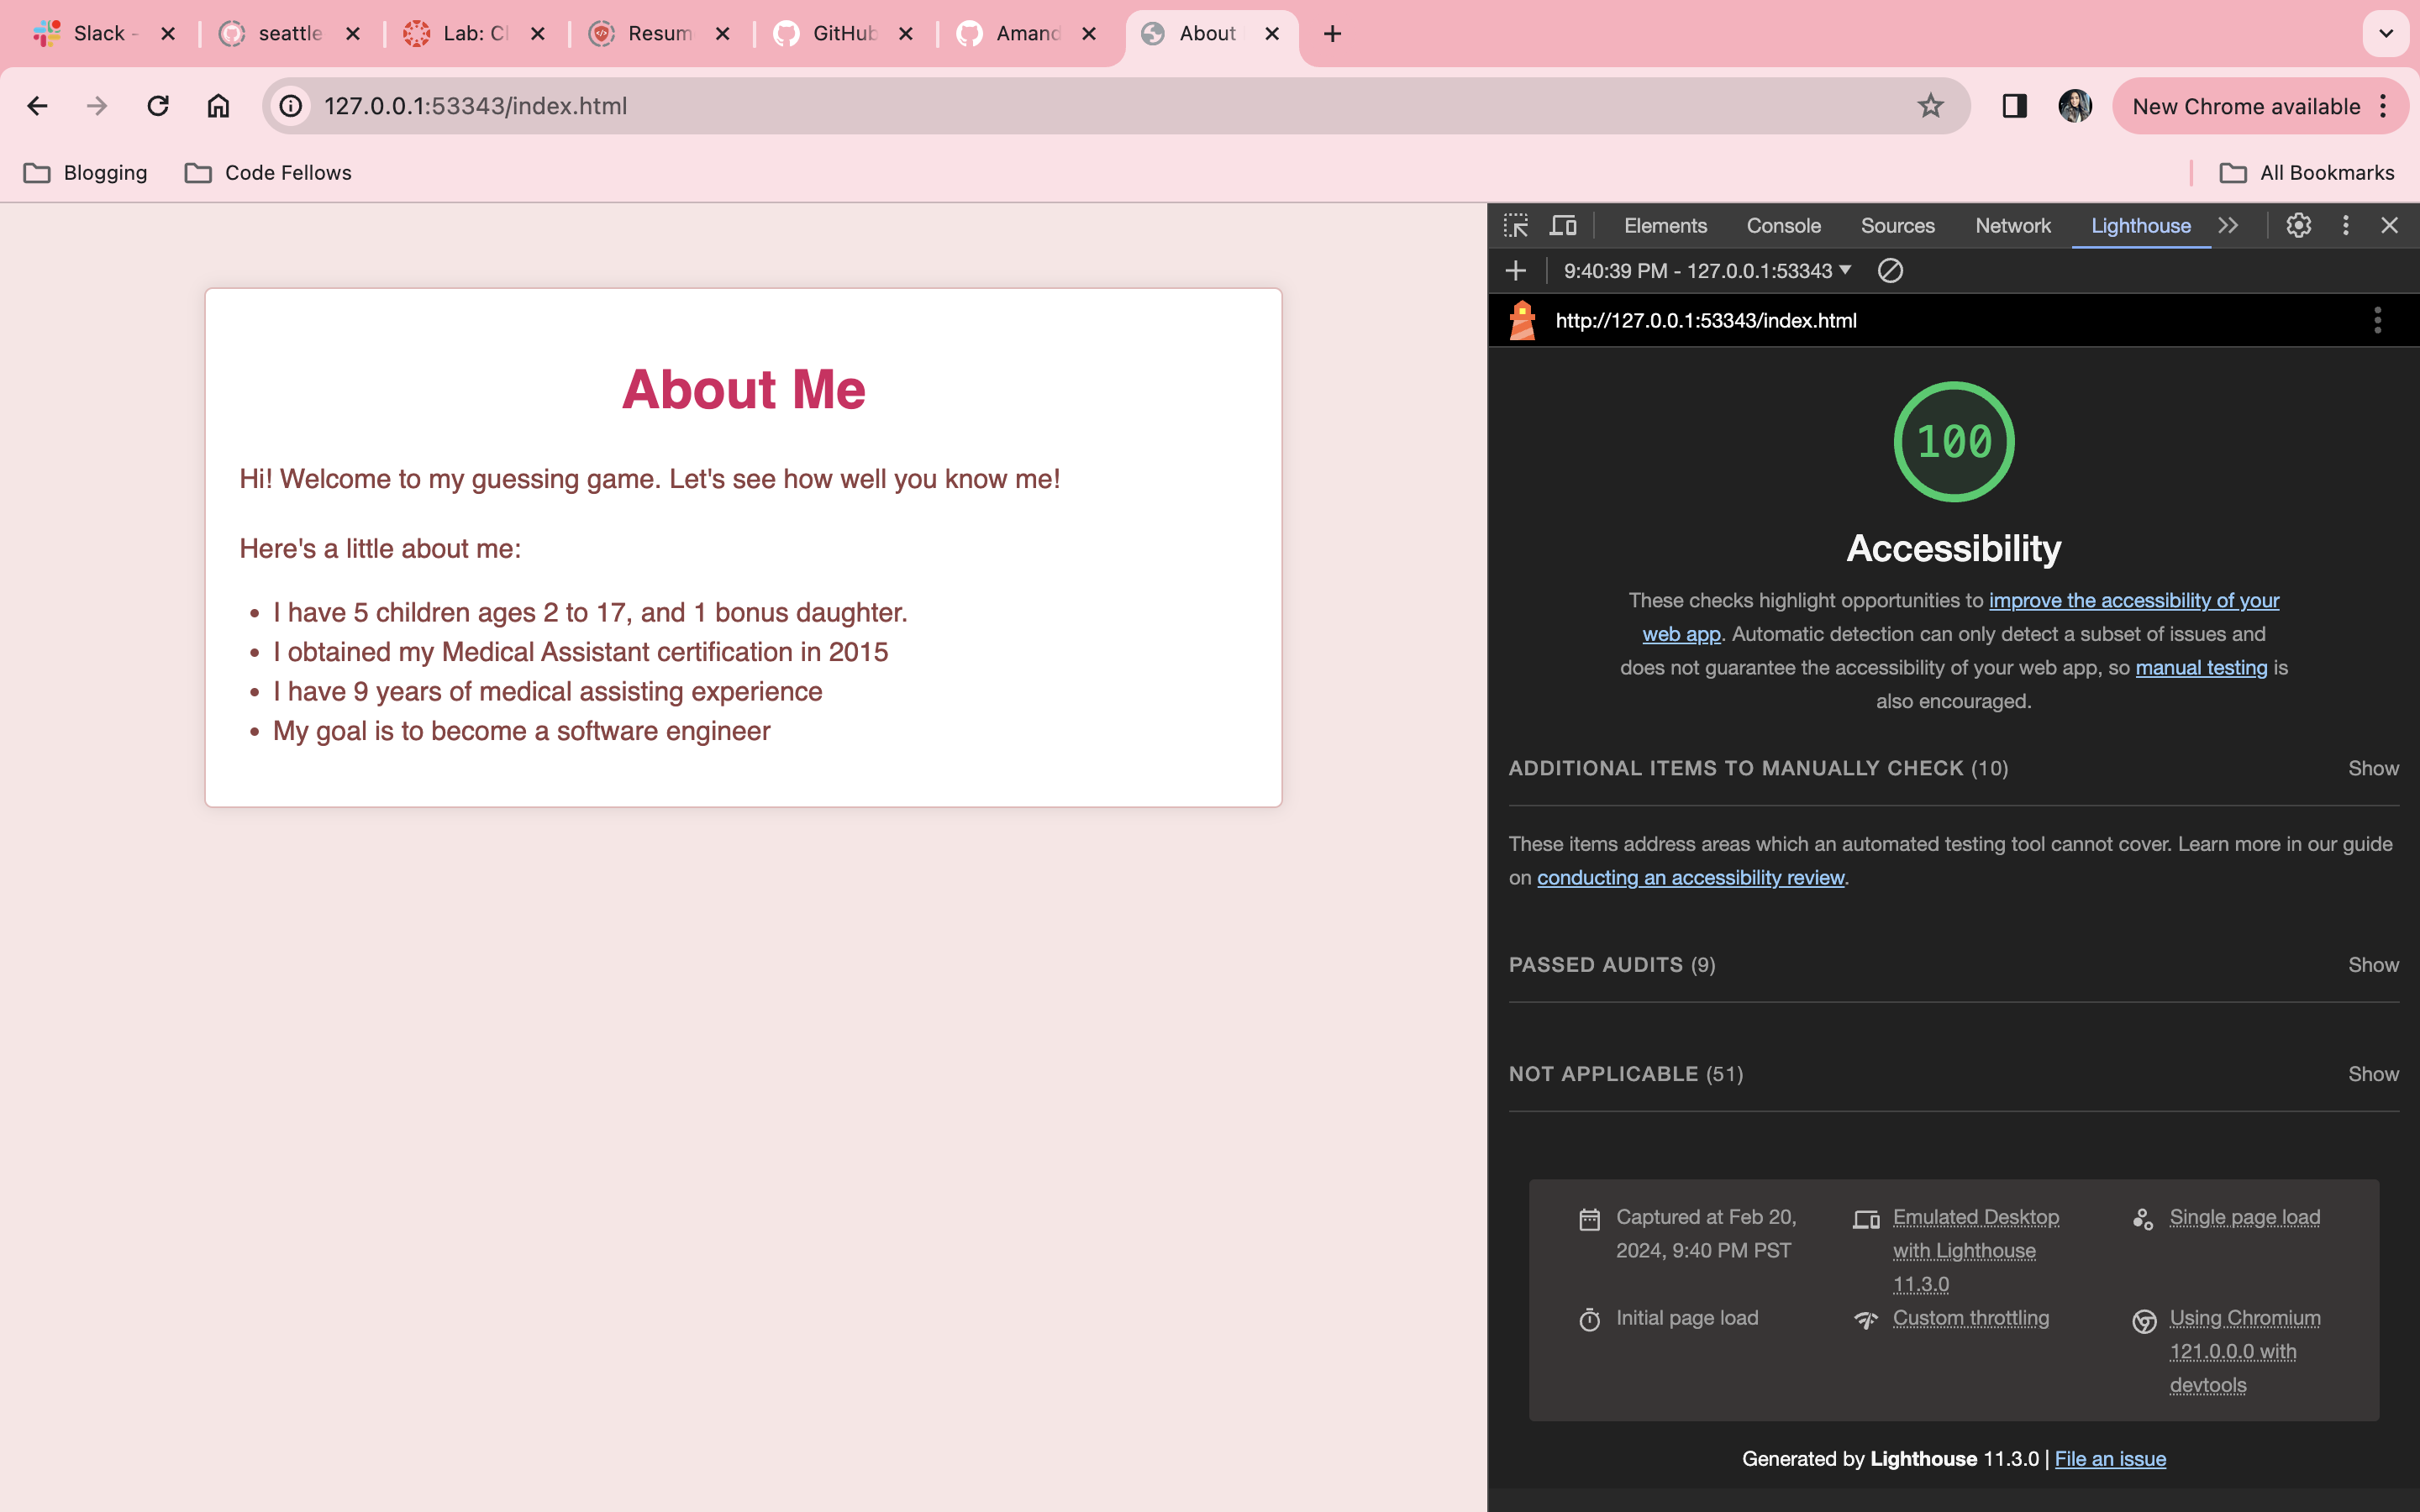 Slack -
seattle
Lab: Cl
Resum
GitHub
Amand
About
127.0.0.1:53343/index.html
New Chrome available
Blogging
Code Fellows
All Bookmarks
About Me
Hi! Welcome to my guessing game. Let's see how well you know me!
Here's a little about me:
• I have 5 children ages 2 to 17, and 1 bonus daughter.
• I obtained my Medical Assistant certification in 2015
• I have 9 years of medical assisting experience
• My goal is to become a software engineer
Elements
Console
Sources
Network
Lighthouse
9:40:39 PM - 127.0.0.1:53343
http://127.0.0.1:53343/index.html
100
Accessibility
These checks highlight opportunities to improve the accessibility of your
web app. Automatic detection can only detect a subset of issues and
does not guarantee the accessibility of your web app, so manual testing is
also encouraged.
ADDITIONAL ITEMS TO MANUALLY CHECK (10)
Show
These items address areas which an automated testing tool cannot cover. Learn more in our guide
on conducting an accessibility review.
PASSED AUDITS (9)
Show
NOT APPLICABLE (51)
Show
Captured at Feb 20,
2024, 9:40 PM PST
Emulated Desktop
with Lighthouse
11.3.0
Single page load
Initial page load
Custom throttling
Using Chromium
121.0.0.0 with
devtools
Generated by Lighthouse 11.3.0 | File an issue